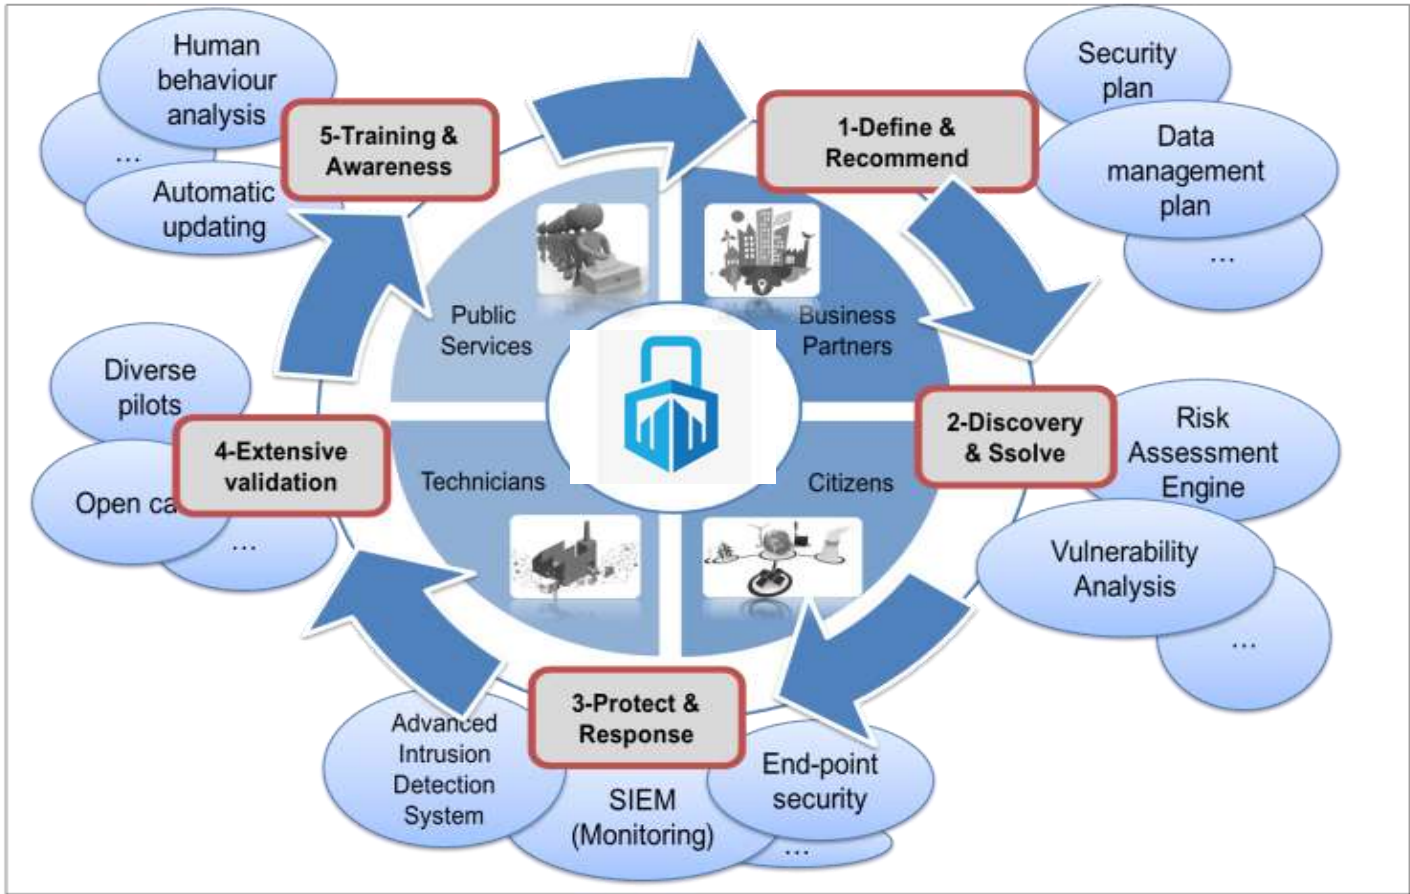 Human
behaviour
analysis
...
Automatic
updating
5-Training &
Awareness
1-Define &
Recommend
Security
plan
Data
management
plan
...
Public
Services
Business
Partners
Diverse
pilots
4-Extensive
validation
Open
...
Technicians
Citizens
2-Discovery
& Ssolve
Risk
Assessment
Engine
Vulnerability
Analysis
...
3-Protect &
Response
Advanced
Intrusion
Detection
System
SIEM
(Monitoring)
End-point
security
...